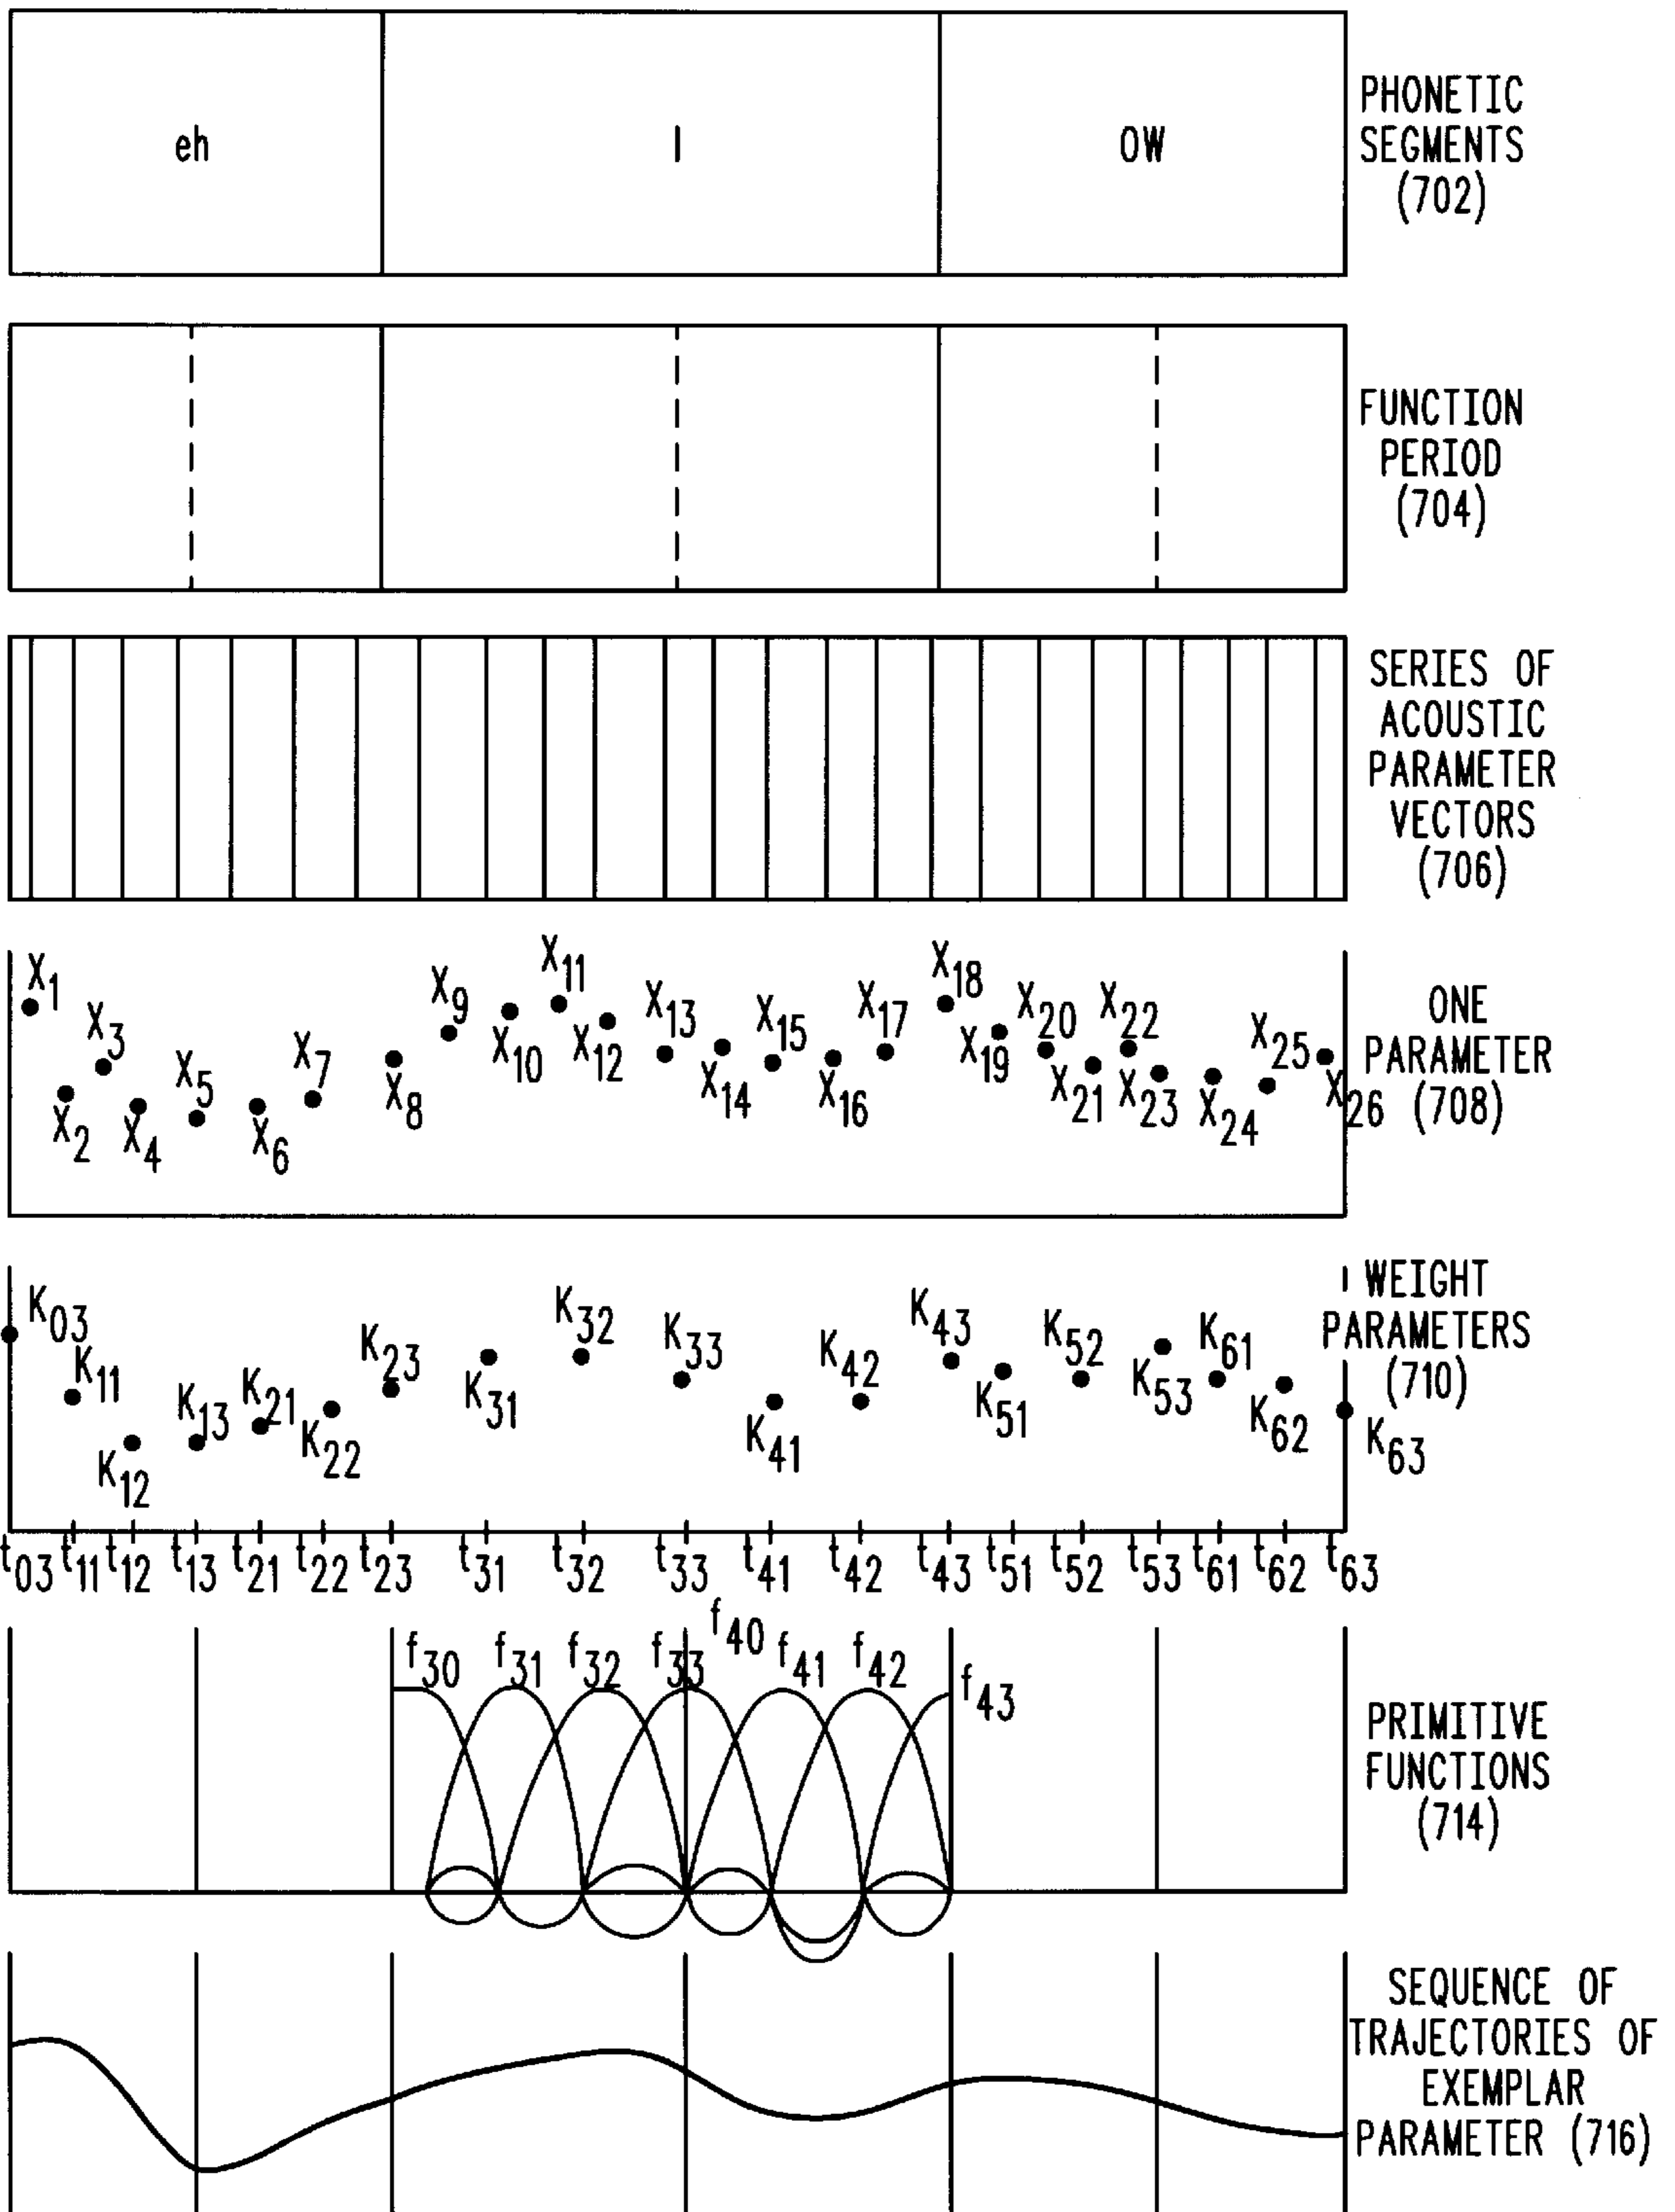 eh l OW
PHONETIC
SEGMENTS
(702)
FUNCTION
PERIOD
(704)
SERIES OF
ACOUSTIC
PARAMETER
VECTORS
(706)
X1 X2 X3 X4 X5 X6 X7 X8 X9 X10 X11 X12 X13 X14 X15 X16 X17 X18 X19 X20 X21 X22 X23 X24 X25 X26
ONE
PARAMETER
(708)
K03 K11 K12 K13 K21 K22 K23 K31 K32 K33 K41 K42 K43 K51 K52 K53 K61 K62 K63
WEIGHT
PARAMETERS
(710)
t03 t11 t12 t13 t21 t22 t23 t31 t32 t33 t41 t42 t43 t51 t52 t53 t61 t62 t63
f30 f31 f32 f33 f40 f41 f42 f43
PRIMITIVE
FUNCTIONS
(714)
SEQUENCE OF
TRAJECTORIES OF
EXEMPLAR
PARAMETER (716)